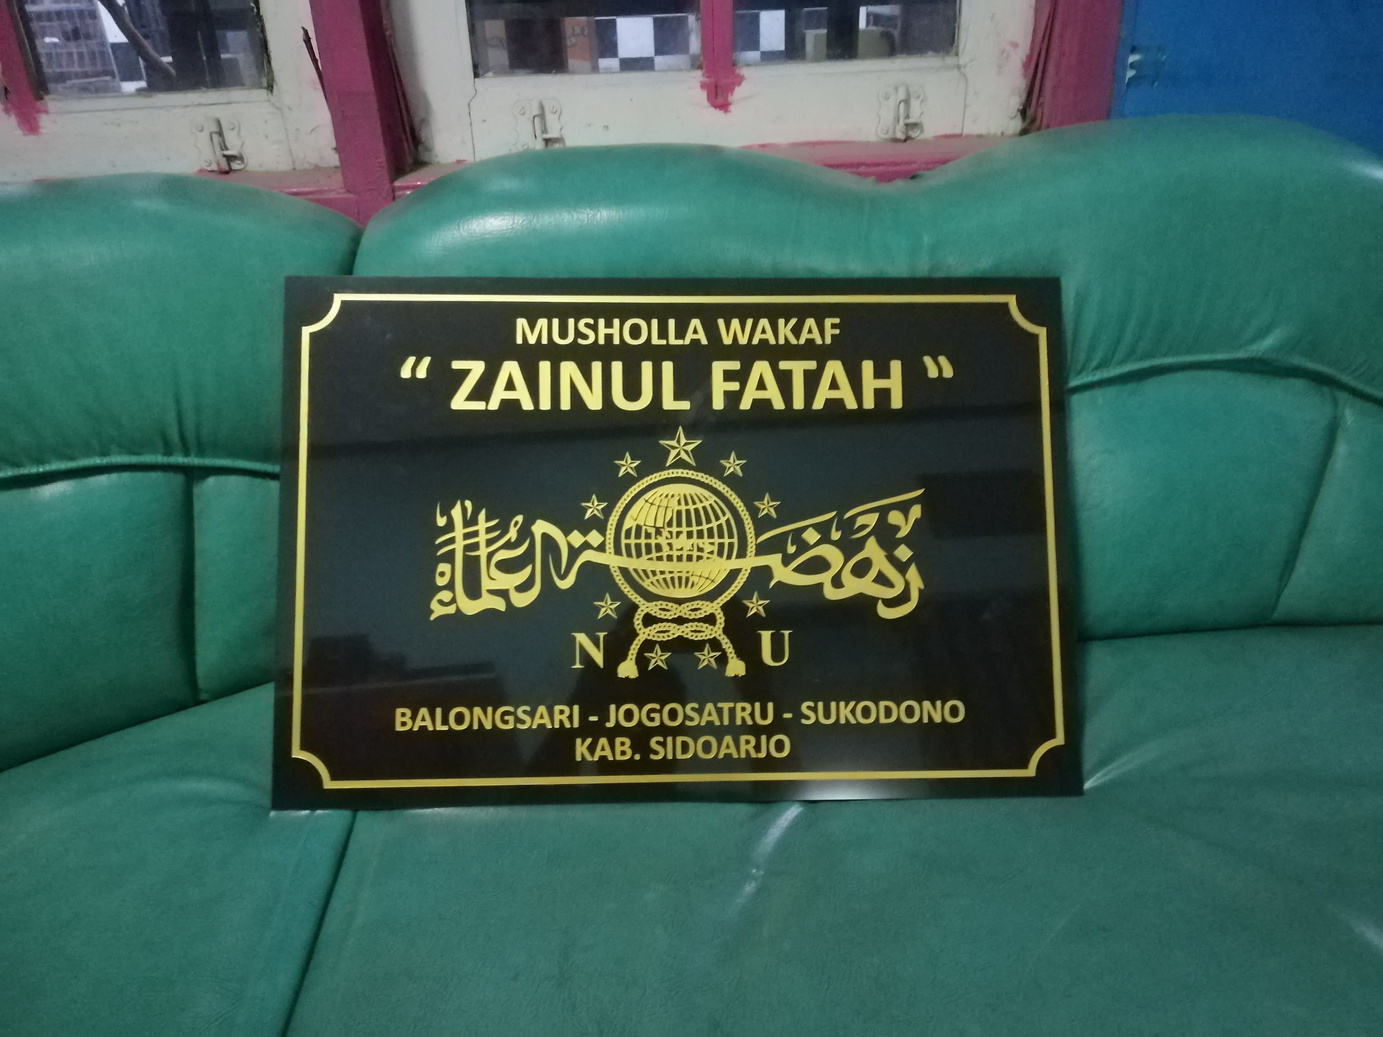 MUSHOLLA WAKAF
“ ZAINUL FATAH ”
نهضة العلماء
N U
BALONGSARI - JOGOSATRU - SUKODONO
KAB. SIDOARJO